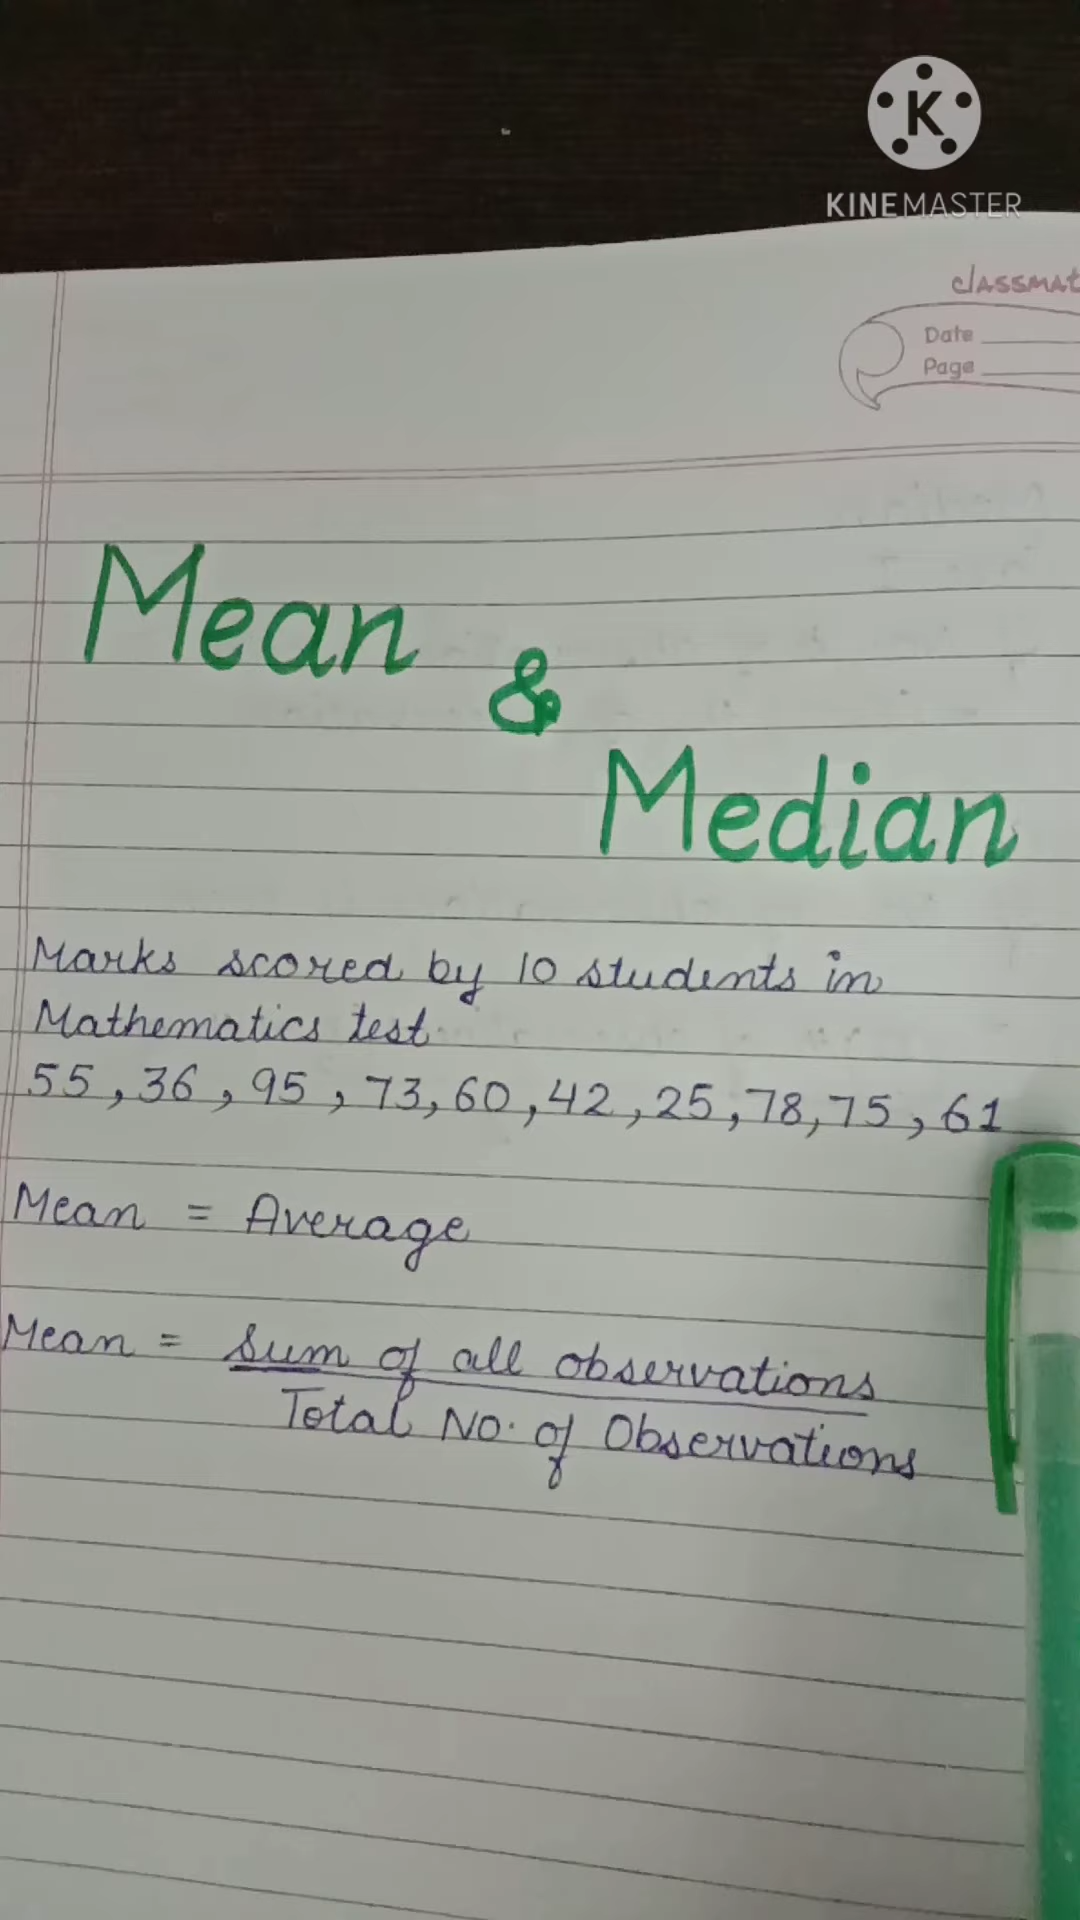 KINEMASTER
Date
Page
Mean
&
Median
Marks scored by 10 students in
Mathematics test
55, 36, 95, 73, 60, 42, 25, 78, 75, 61
Mean = Average
Mean = Sum of all observations
Total No. of Observations